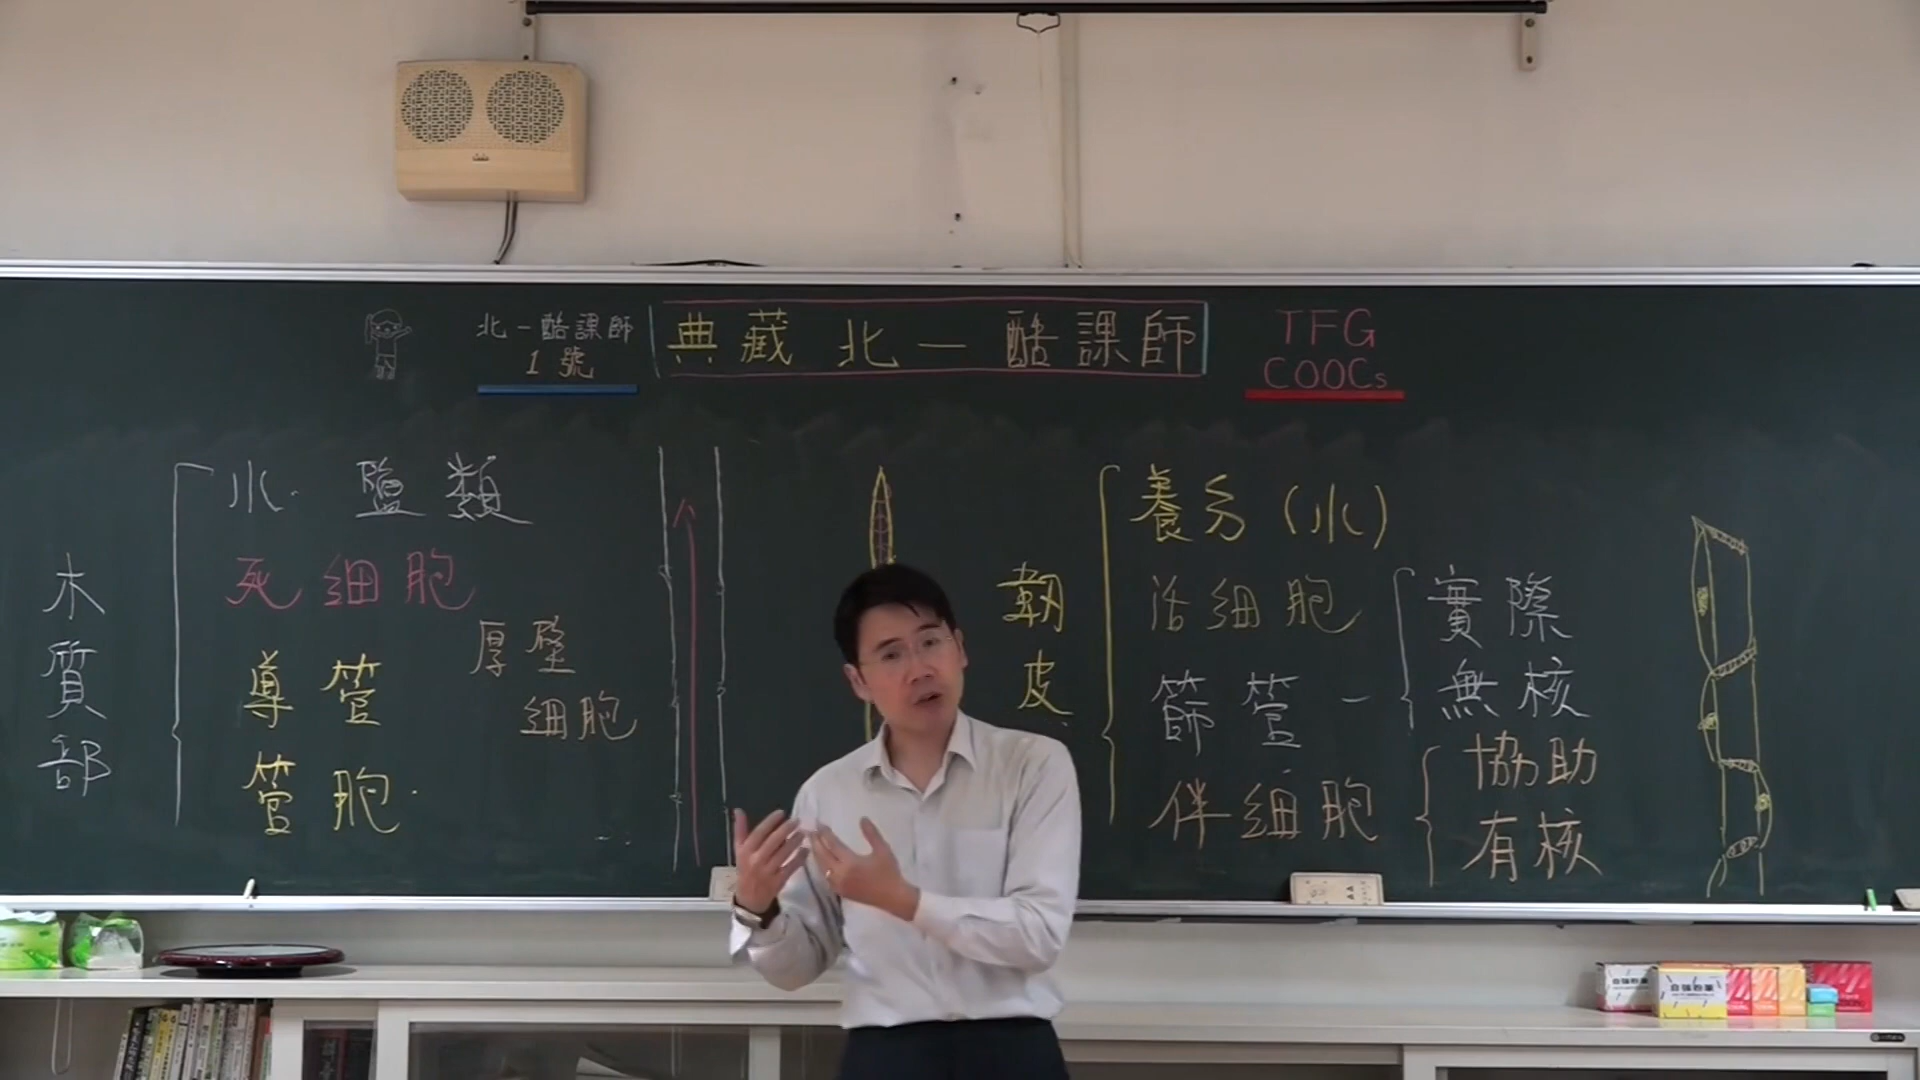 北一酷課師
1號
典藏 北一 酷課師
TFG
COOCs
木質部
水. 鹽類
死細胞
導管
管胞.
厚壁
細胞
韌皮
養分(水)
活細胞
篩管-
伴細胞
實際
無核
協助
有核